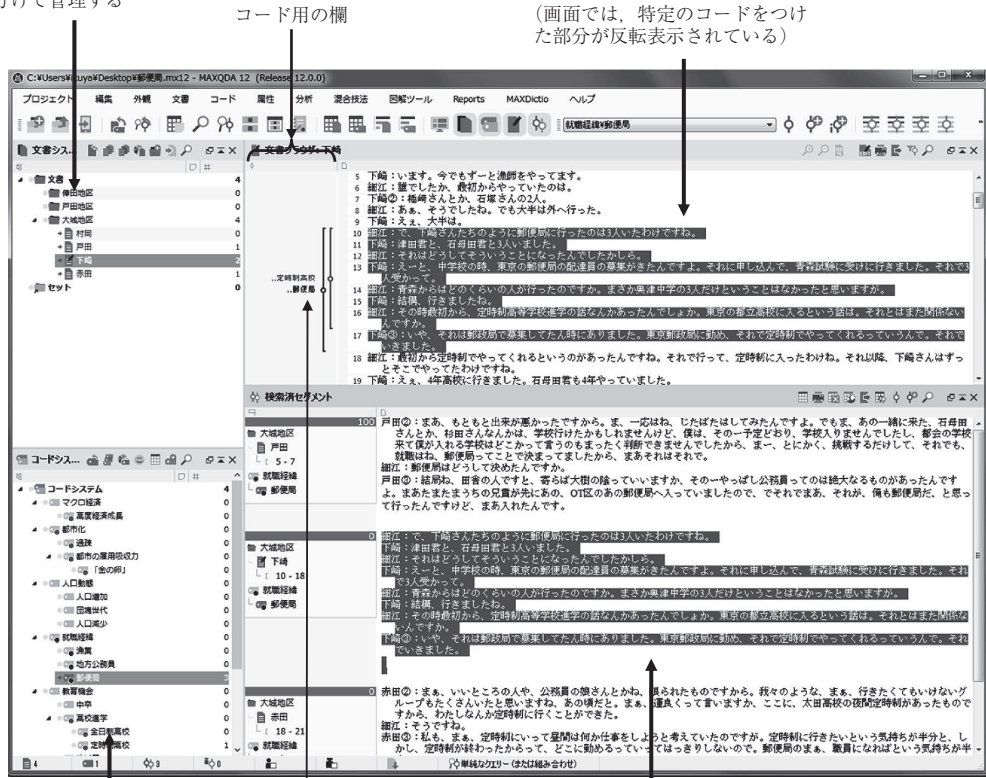 けて管理する
コード用の欄
（画面では，特定のコードをつけ
た部分が反転表示されている）
C:¥Users¥ikuya¥Desktop¥郵便局.mx12 - MAXQDA 12 (Release 12.0.0)
プロジェクト 編集 外観 文書 コード 属性 分析 混合技法 図解ツール Reports MAXDictio ヘルプ
就職経緯¥郵便局
文書シス...
文書 4
俸田地区 0
戸田地区 0
大城地区 4
村岡 0
戸田 1
下崎 2
赤田 1
セット 0
文書ブラウザ: 下崎
..定時制高校
..郵便局
5 下崎：います。今でもずーと漁師をやってます。
6 細江：誰でしたか、最初からやっていたのは。
7 下崎②：楢崎さんとか、石塚さんの2人。
8 細江：あぁ、そうでしたね。でも大半は外へ行った。
9 下崎：えぇ、大半は。
10 細江：で、下崎さんたちのように郵便局に行ったのは3人いたわけですね。
11 下崎：津田君と、石母田君と3人いました。
12 細江：それはどうしてそういうことになったんでしたかしら。
13 下崎：えーと、中学校の時、東京の郵便局の配達員の募集がきたんですよ。それに申し込んで、青森試験に受けに行きました。それで3
人受かって。
14 細江：青森からはどのくらいの人が行ったのですか。まさか奥津中学の3人だけということはなかったと思いますが。
15 下崎：結構、行きましたね。
16 細江：その時最初から、定時制高等学校進学の話なんかあったんでしょうか。東京の都立高校に入るという話は。それとはまた関係ない
んですか。
17 下崎③：いや、それは郵政局で募集してた人時にありました。東京郵政局に勤め、それで定時制でやってくれるっていうんで。それで
いきました。
18 細江：最初から定時制でやってくれるというのがあったんですね。それで行って、定時制に入ったわけね。それ以降、下崎さんはずっ
とそこでやってたわけですね。
19 下崎：えぇ、4年高校に行きました。石母田君も4年やっていました。
検索済セグメント
100
大城地区
戸田
5 - 7
就職経緯
郵便局
戸田①：まあ、もともと出来が悪かったですから。ま、一応はね、じたばたはしてみたんですよ。でもま、あの一緒に来た、石母田
さんとか、杉田さんなんかは、学校行ったかもしれませんけど、僕は、そのー予定どおり、学校入りませんでしたし、都会の学校
来て僕が入れる学校はどこかって言うのもまったく判断できませんでしたから、まー、とにかく、挑戦するだけして、それでも、
就職はね、郵便局ってことで決まってましたから、まあそれはそれで。
細江：郵便局はどうして決めたんですか。
戸田②：結局ね、田舎の人ですと、寄らば大樹の陰っていいますか、そのーやっぱし公務員ってのは絶大なるものがあったんです
よ。まあたまたまうちの兄貴が先にあの、OT区のあの郵便局へ入っていましたので、でそれでまあ、それが、俺も郵便局だ、と思っ
て行ったんですけど、まあ入れたんです。
0
大城地区
下崎
10 - 18
就職経緯
郵便局
細江：で、下崎さんたちのように郵便局に行ったのは3人いたわけですね。
下崎：津田君と、石母田君と3人いました。
細江：それはどうしてそういうことになったんでしたかしら。
下崎：えーと、中学校の時、東京の郵便局の配達員の募集がきたんですよ。それに申し込んで、青森試験に受けに行きました。それ
で3人受かって。
細江：青森からはどのくらいの人が行ったのですか。まさか奥津中学の3人だけということはなかったと思いますが。
下崎：結構、行きましたね。
細江：その時最初から、定時制高等学校進学の話なんかあったんでしょうか。東京の都立高校に入るという話は。それとはまた関係な
いんですか。
下崎③：いや、それは郵政局で募集してた人時にありました。東京郵政局に勤め、それで定時制でやってくれるっていうんで。それ
でいきました。
0
大城地区
赤田
18 - 21
就職経緯
赤田②：まぁ、いいところの人や、公務員の娘さんとかね、限られたものですから。我々のような、まぁ、行きたくてもいけないグ
ループもたくさんいたと思いますね、あの頃だと。まぁ、運良くって言いますか、ここに、太田高校の夜間定時制があったもので
すから、わたしなんか定時制に行くことができた。
細江：そうですね。
赤田③：私も、まぁ、定時制にいって昼間は何か仕事をしようと考えていたのですが。定時制に行きたいという気持ちが半分と、し
かし、定時制が終わったからって、どこに勤めるっていってはっきりしないので。郵便局のまぁ、職員になればという気持ちが半
コードシス...
コードシステム 4
マクロ経済 0
高度経済成長 0
都市化 0
過疎 0
都市の雇用吸収力 0
「金の卵」 0
人口動態 0
人口増加 0
団塊世代 0
人口減少 0
就職経緯 0
漁業 0
地方公務員 0
郵便局 3
教育機会 0
中卒 0
高校進学 0
全日制高校 0
定時制高校 1
4 1 3 0 単純なクエリー (または組み合わせ)